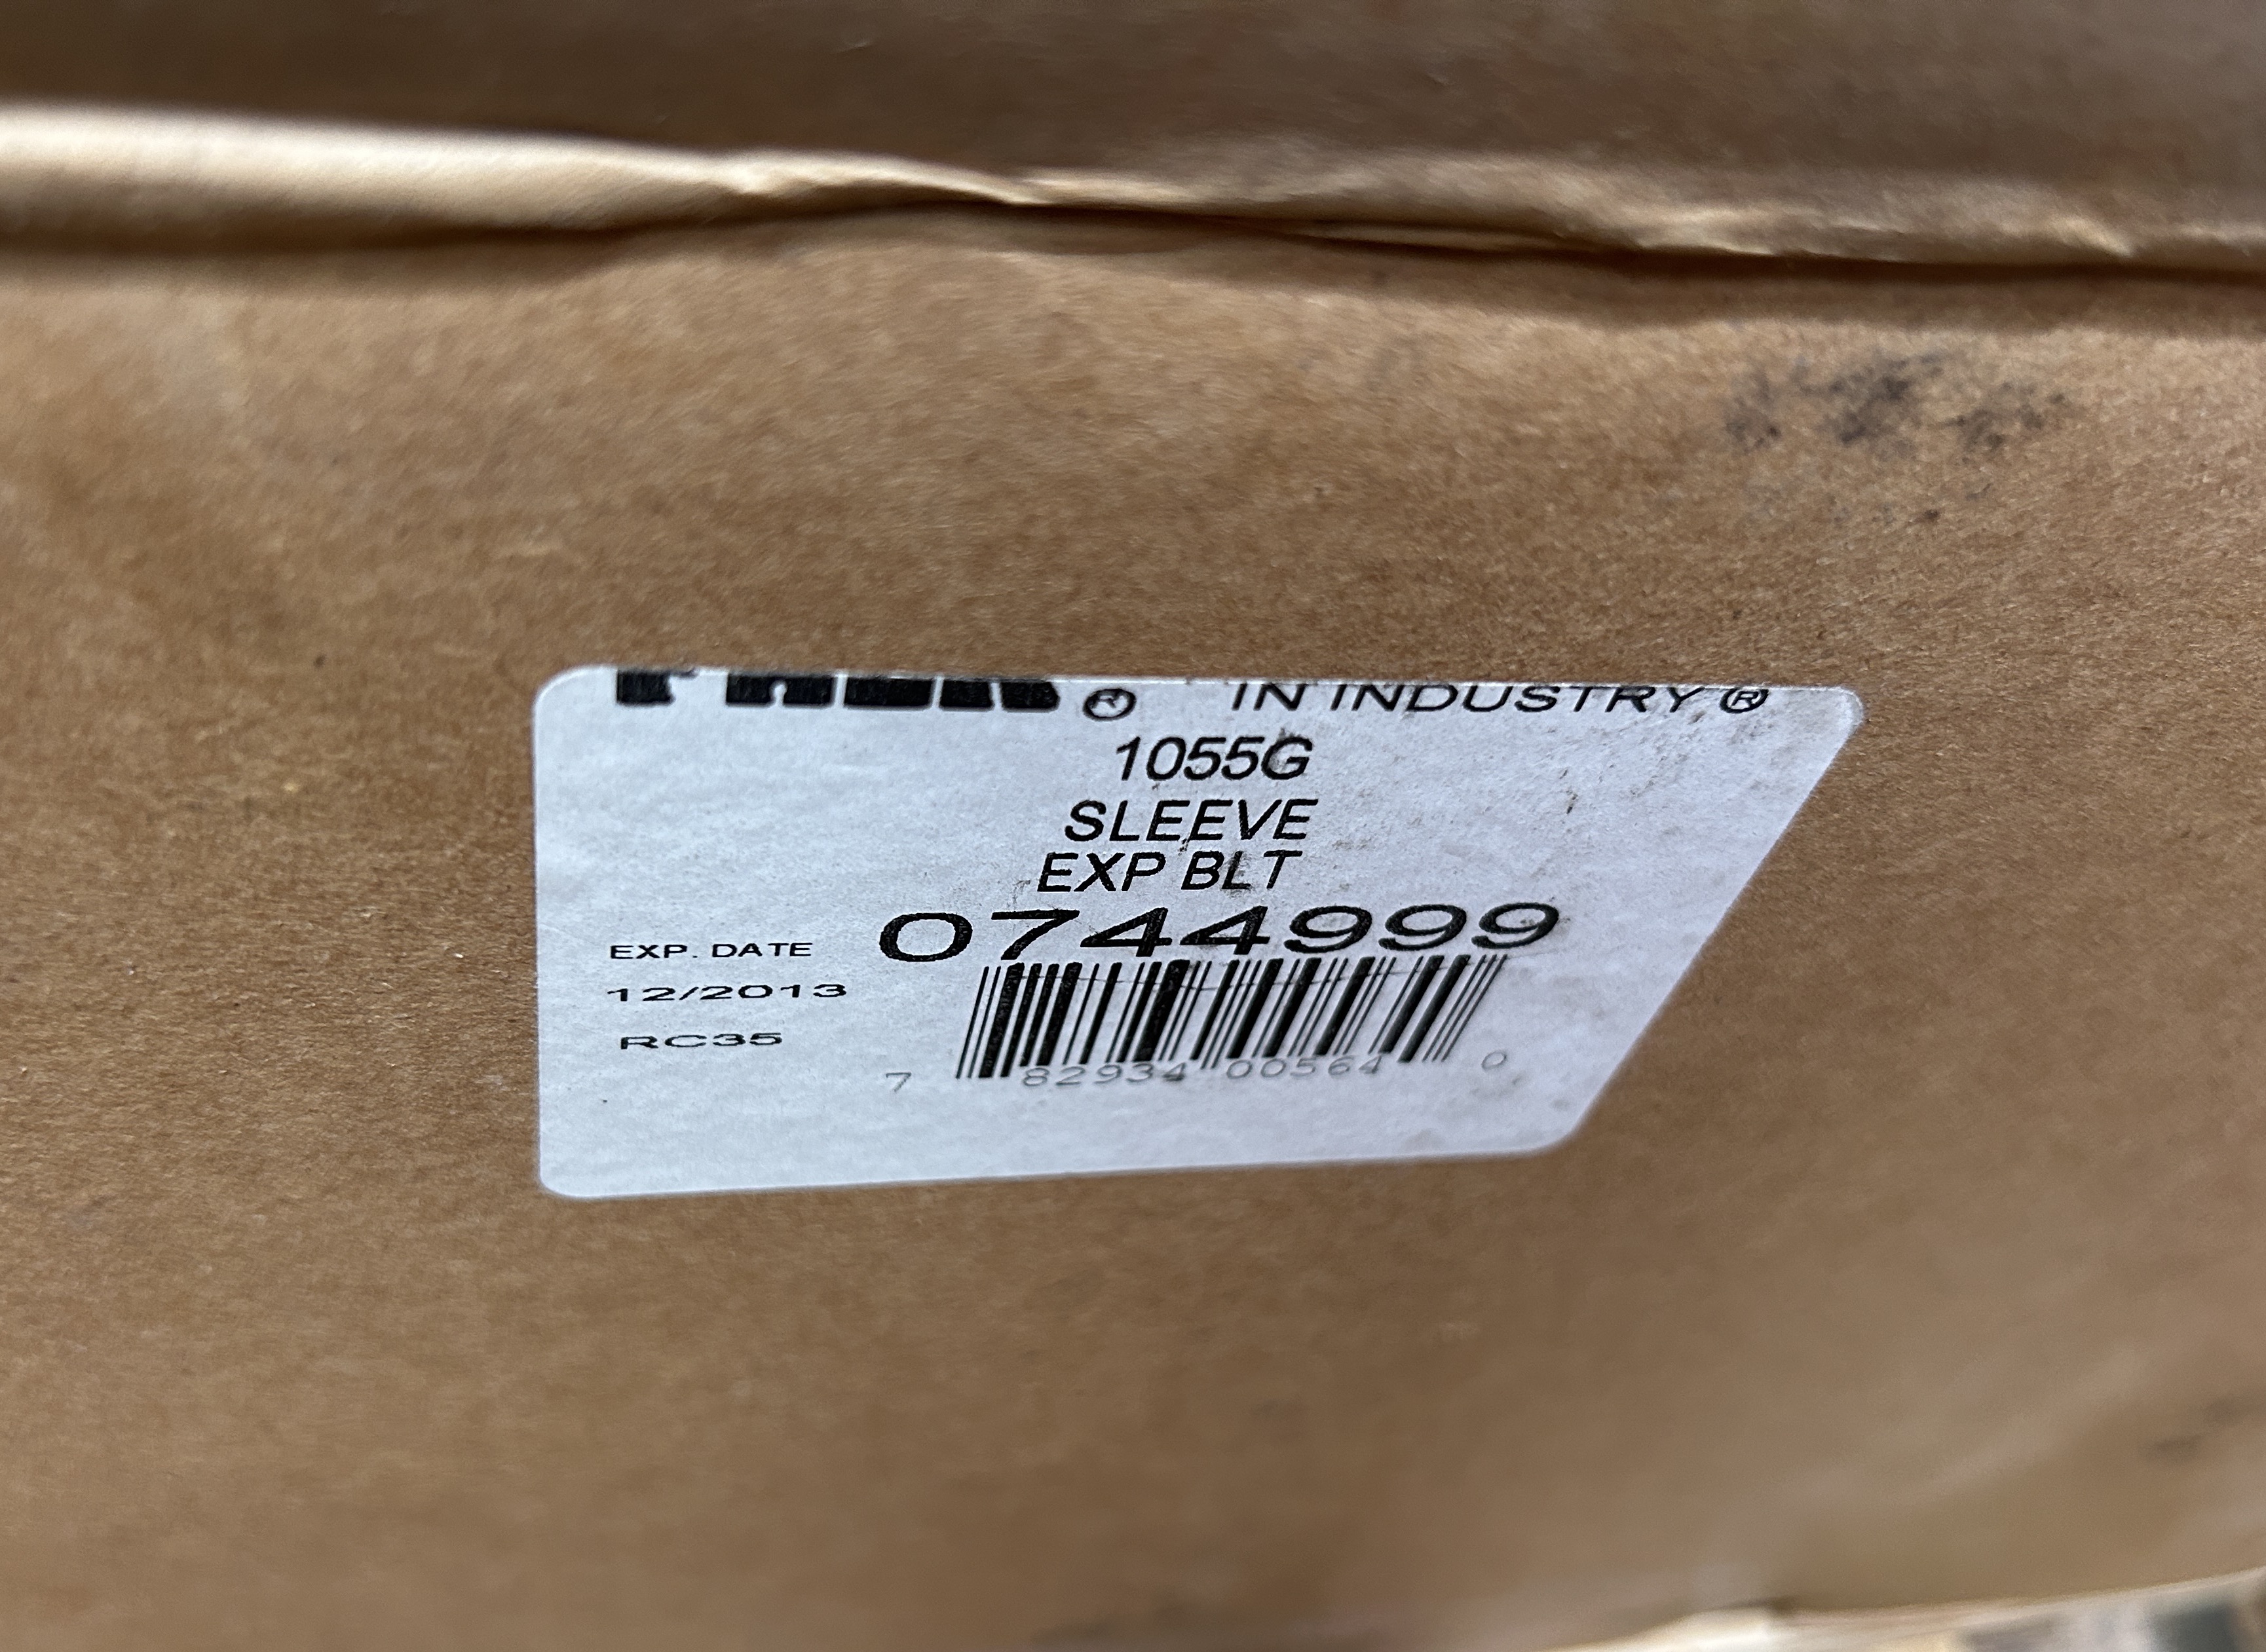 ® IN INDUSTRY ®
1055G
SLEEVE
EXP BLT
0744999
EXP. DATE
12/2013
RC35
7 82934 00564 0